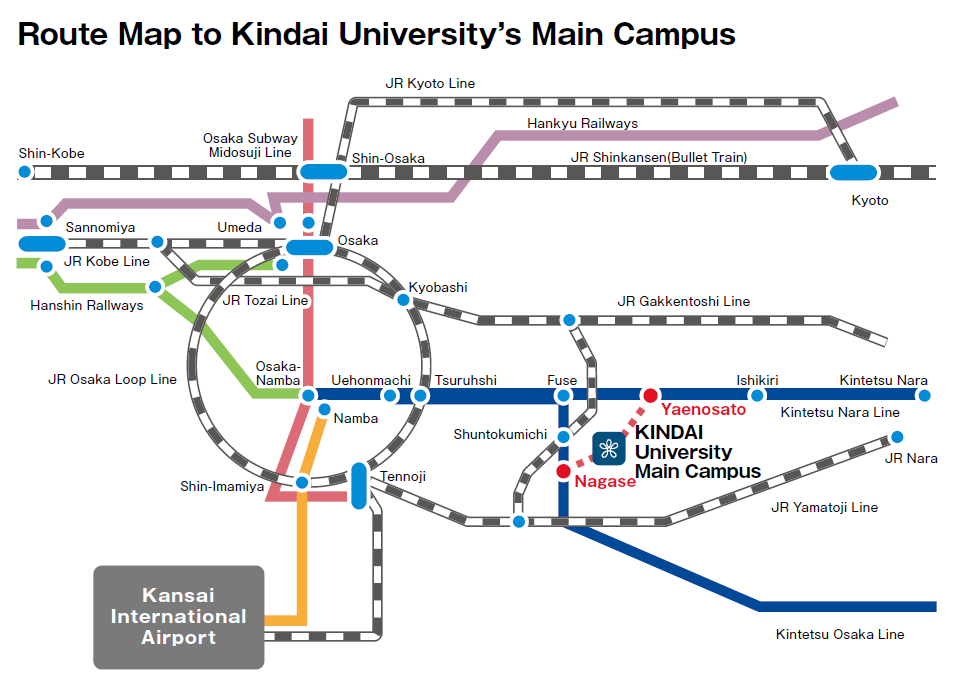 Route Map to Kindai University's Main Campus
JR Kyoto Line
Hankyu Railways
Osaka Subway
Midosuji Line
Shin-Kobe
Shin-Osaka
JR Shinkansen(Bullet Train)
Kyoto
Sannomiya
Umeda
Osaka
JR Kobe Line
Kyobashi
Hanshin Rallways
JR Tozai Line
JR Gakkentoshi Line
JR Osaka Loop Line
Osaka-
Namba
Uehonmachi
Tsuruhshi
Fuse
Ishikiri
Kintetsu Nara
Yaenosato
Kintetsu Nara Line
Namba
Shuntokumichi
KINDAI
University
Main Campus
JR Nara
Shin-Imamiya
Tennoji
Nagase
JR Yamatoji Line
Kansai
International
Airport
Kintetsu Osaka Line